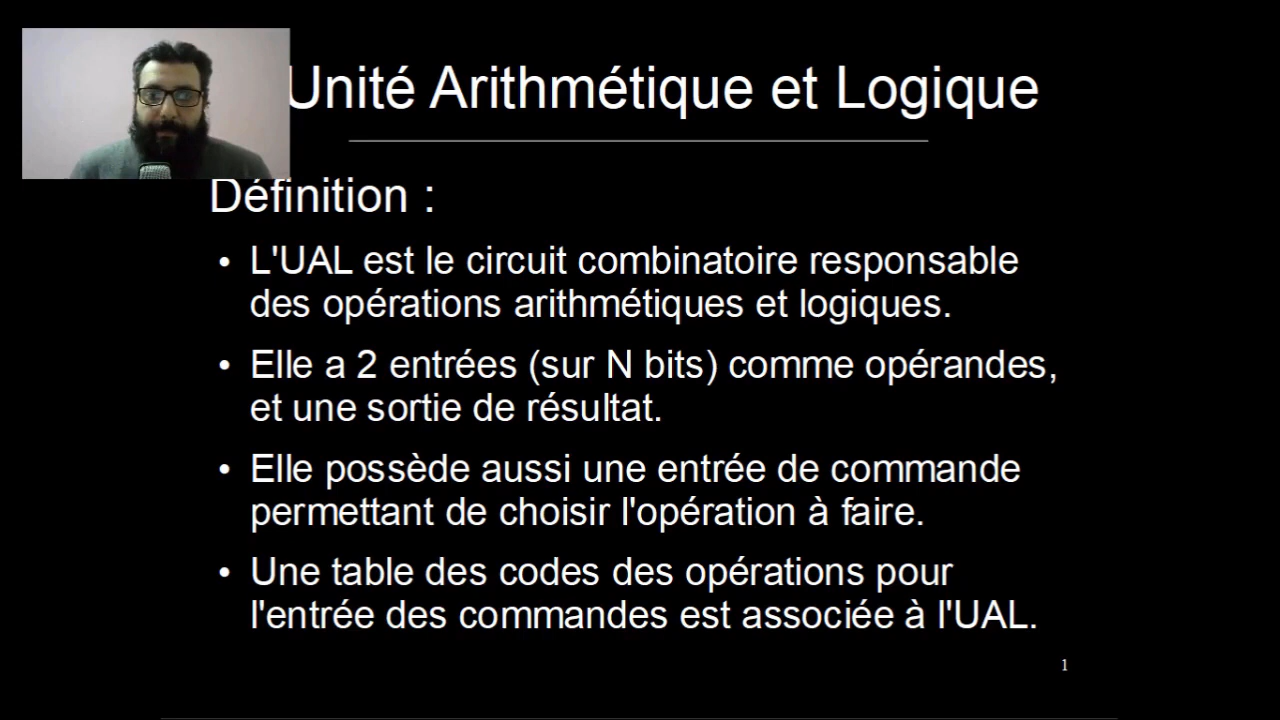 Unité Arithmétique et Logique
Définition :
• L'UAL est le circuit combinatoire responsable
des opérations arithmétiques et logiques.
• Elle a 2 entrées (sur N bits) comme opérandes,
et une sortie de résultat.
• Elle possède aussi une entrée de commande
permettant de choisir l'opération à faire.
• Une table des codes des opérations pour
l'entrée des commandes est associée à l'UAL.
1